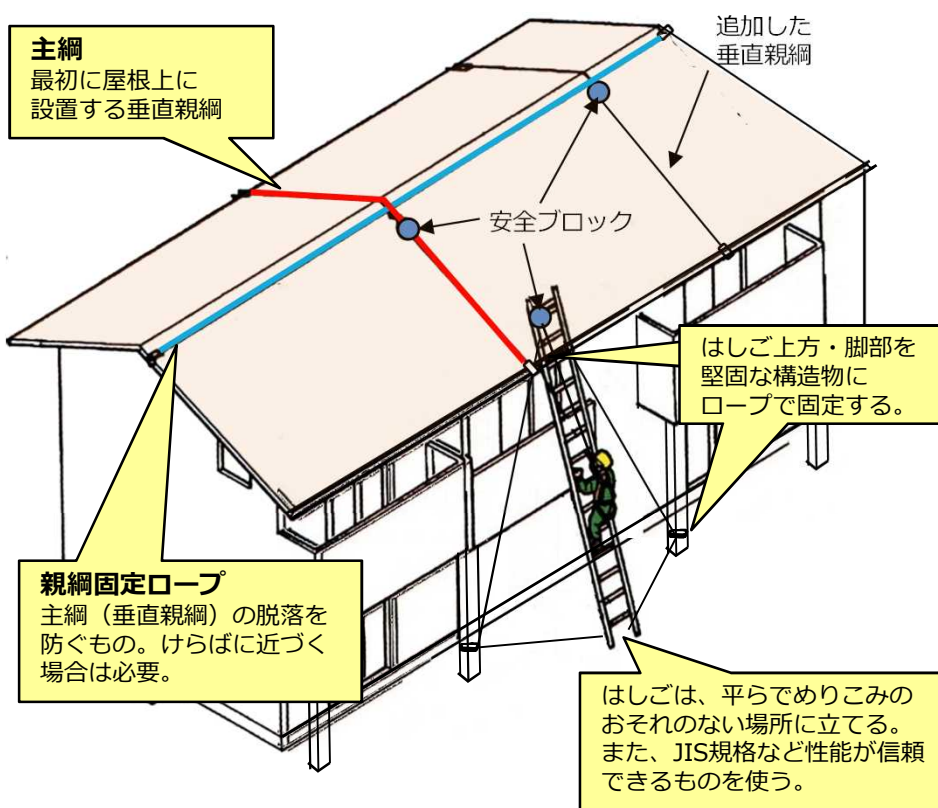 主綱
最初に屋根上に
設置する垂直親綱
追加した
垂直親綱
安全ブロック
はしご上方・脚部を
堅固な構造物に
ロープで固定する。
親綱固定ロープ
主綱（垂直親綱）の脱落を
防ぐもの。けらばに近づく
場合は必要。
はしごは、平らでめりこみの
おそれのない場所に立てる。
また、JIS規格など性能が信頼
できるものを使う。